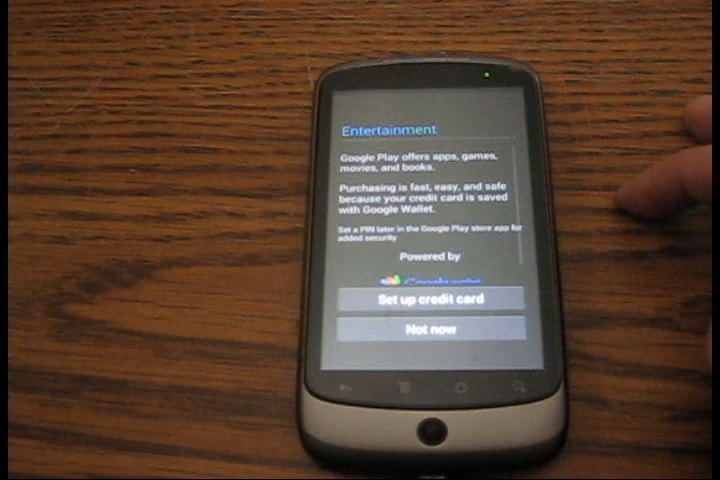 Entertainment
Google Play offers apps, games,
movies, and books.
Purchasing is fast, easy, and safe
because your credit card is saved
with Google Wallet.
Set a PIN later in the Google Play store app for
added security
Powered by
Google wallet
Set up credit card
Not now